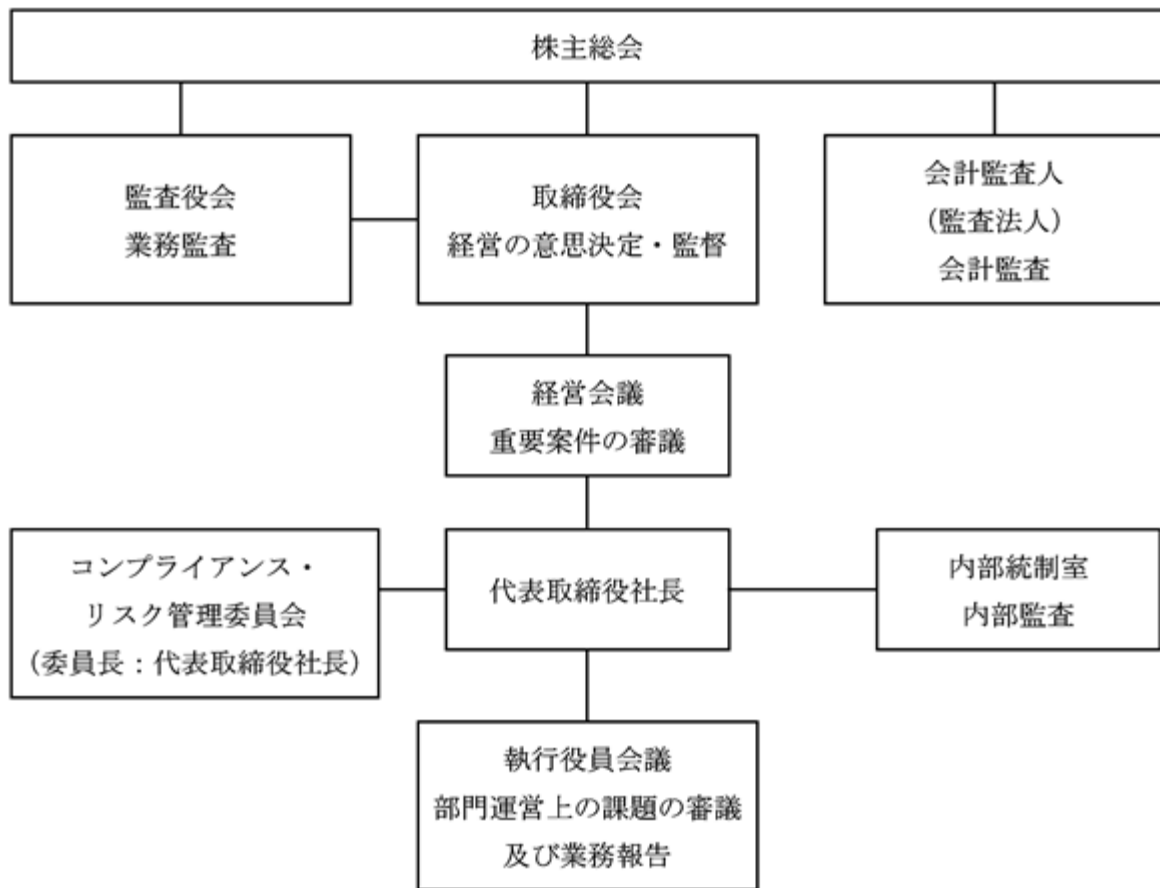 株主総会
監査役会
業務監査
取締役会
経営の意思決定・監督
会計監査人
(監査法人)
会計監査
経営会議
重要案件の審議
コンプライアンス・
リスク管理委員会
(委員長：代表取締役社長)
代表取締役社長
内部統制室
内部監査
執行役員会議
部門運営上の課題の審議
及び業務報告